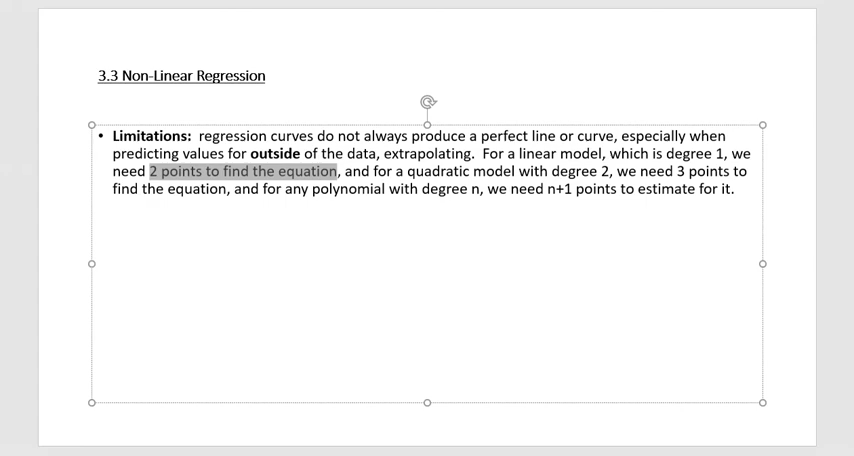 3.3 Non-Linear Regression
• Limitations: regression curves do not always produce a perfect line or curve, especially when
predicting values for outside of the data, extrapolating. For a linear model, which is degree 1, we
need 2 points to find the equation, and for a quadratic model with degree 2, we need 3 points to
find the equation, and for any polynomial with degree n, we need n+1 points to estimate for it.